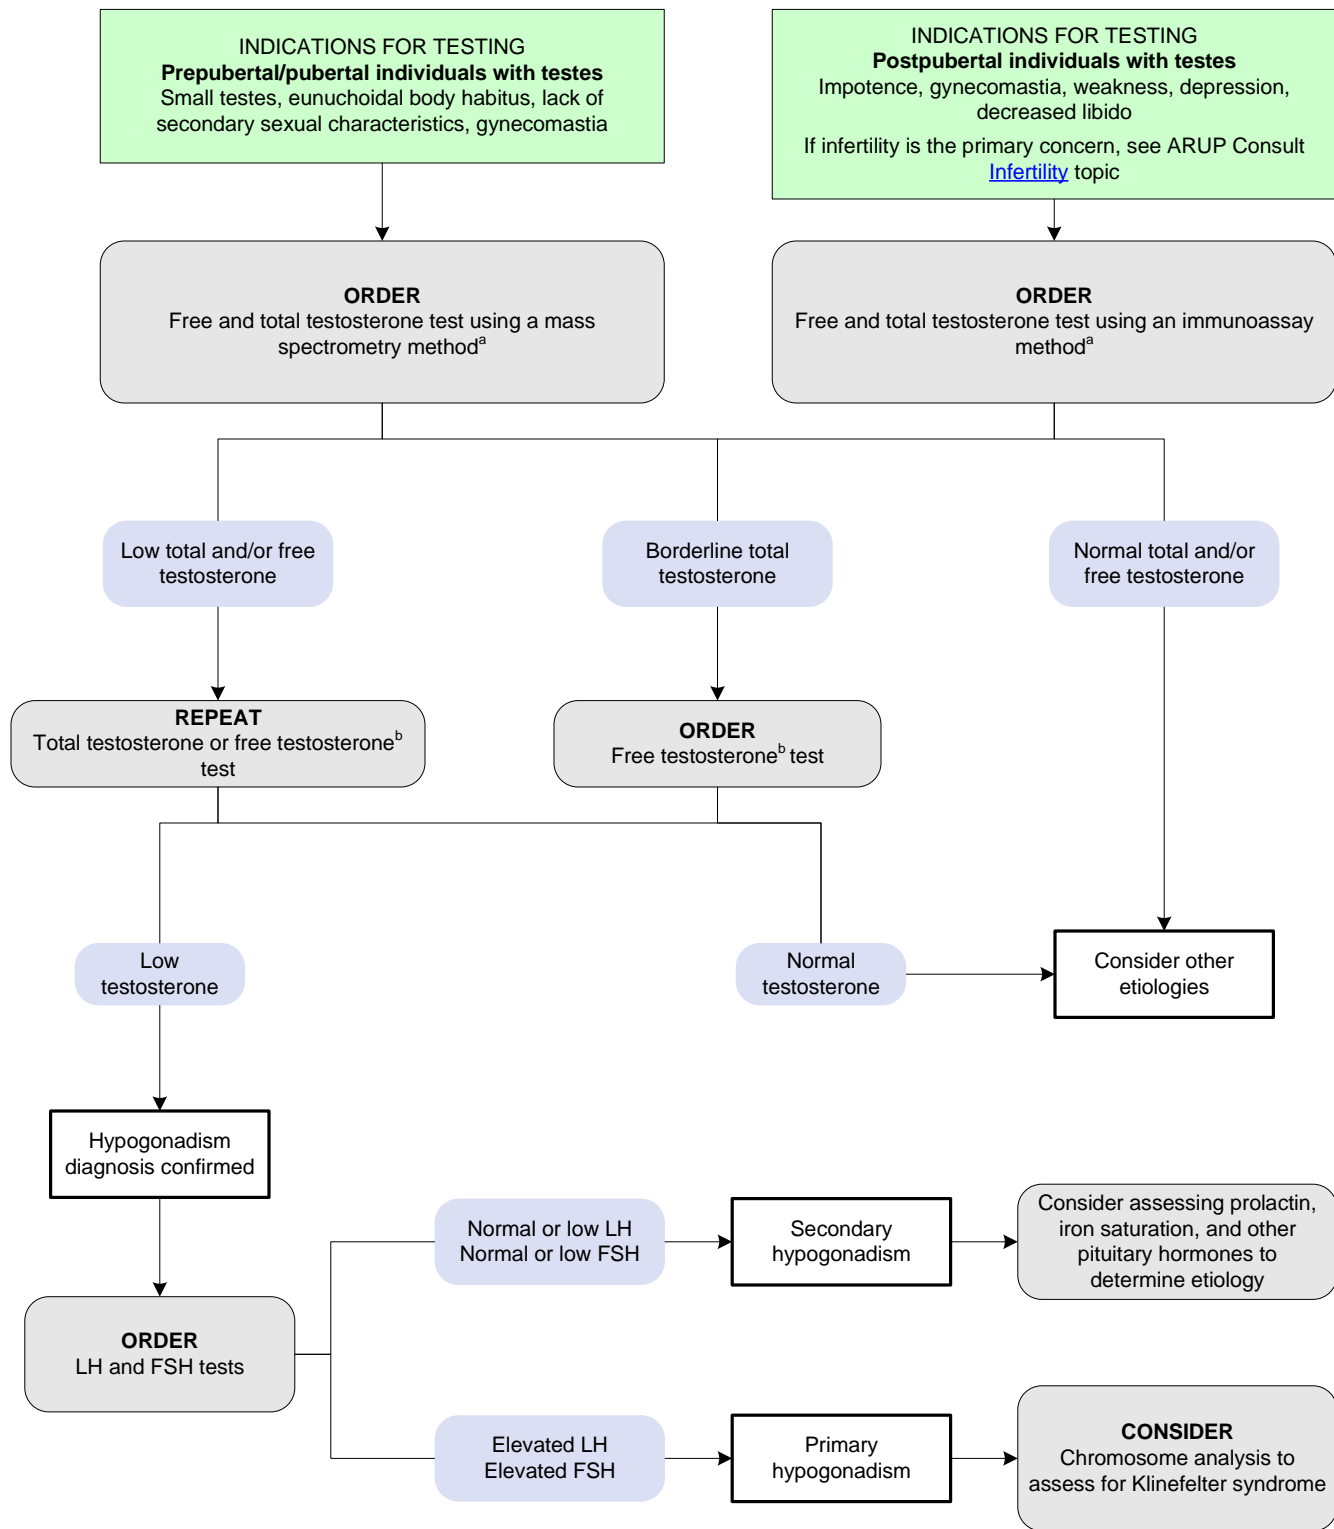 INDICATIONS FOR TESTING
Prepubertal/pubertal individuals with testes
Small testes, eunuchoidal body habitus, lack of
secondary sexual characteristics, gynecomastia
INDICATIONS FOR TESTING
Postpubertal individuals with testes
Impotence, gynecomastia, weakness, depression,
decreased libido
If infertility is the primary concern, see ARUP Consult
Infertility topic
ORDER
Free and total testosterone test using a mass
spectrometry methodᵃ
ORDER
Free and total testosterone test using an immunoassay
methodᵃ
Low total and/or free
testosterone
Borderline total
testosterone
Normal total and/or
free testosterone
REPEAT
Total testosterone or free testosteroneᵇ
test
ORDER
Free testosteroneᵇ test
Low
testosterone
Normal
testosterone
Consider other
etiologies
Hypogonadism
diagnosis confirmed
Normal or low LH
Normal or low FSH
Secondary
hypogonadism
Consider assessing prolactin,
iron saturation, and other
pituitary hormones to
determine etiology
ORDER
LH and FSH tests
Elevated LH
Elevated FSH
Primary
hypogonadism
CONSIDER
Chromosome analysis to
assess for Klinefelter syndrome